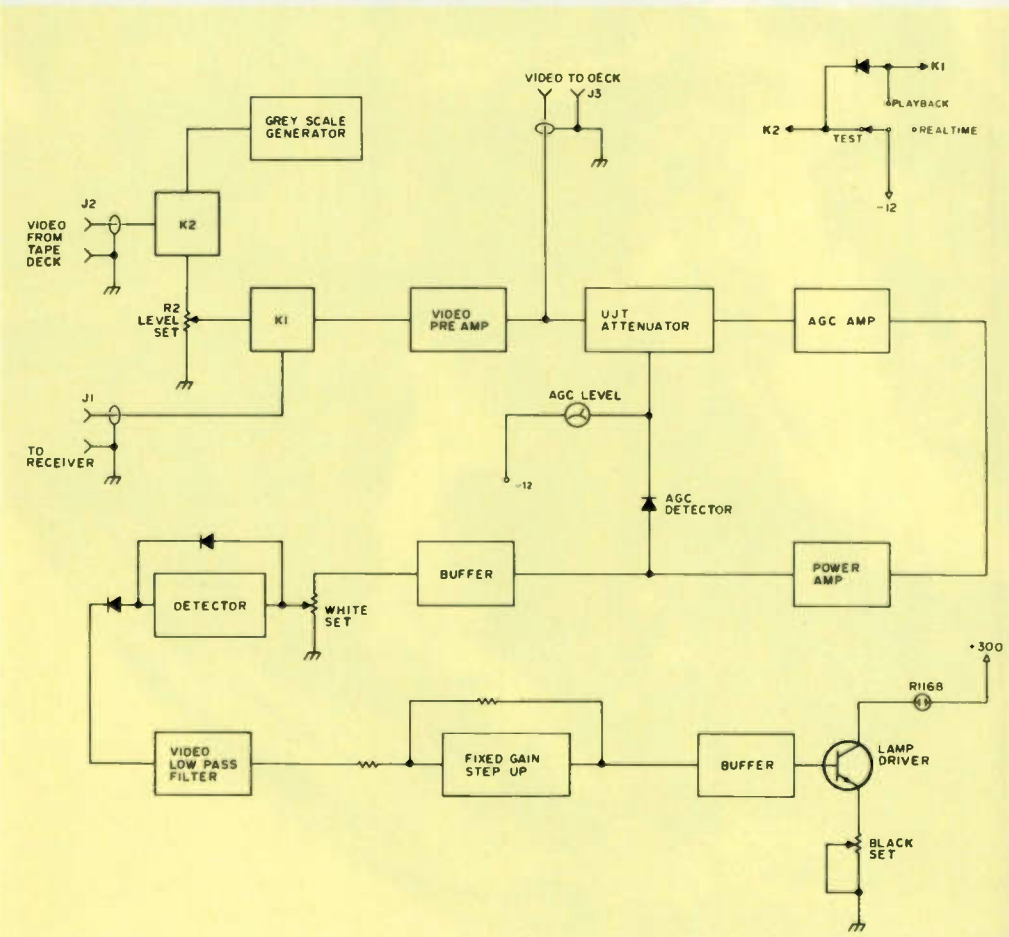 VIDEO TO DECK
J3
K1
PLAYBACK
K2
TEST
REALTIME
-12
GREY SCALE
GENERATOR
J2
VIDEO
FROM
TAPE
DECK
K2
R2
LEVEL
SET
K1
VIDEO
PRE AMP
UJT
ATTENUATOR
AGC AMP
J1
TO
RECEIVER
AGC LEVEL
-12
AGC
DETECTOR
DETECTOR
WHITE
SET
BUFFER
POWER
AMP
+300
R1168
VIDEO
LOW PASS
FILTER
FIXED GAIN
STEP UP
BUFFER
LAMP
DRIVER
BLACK
SET